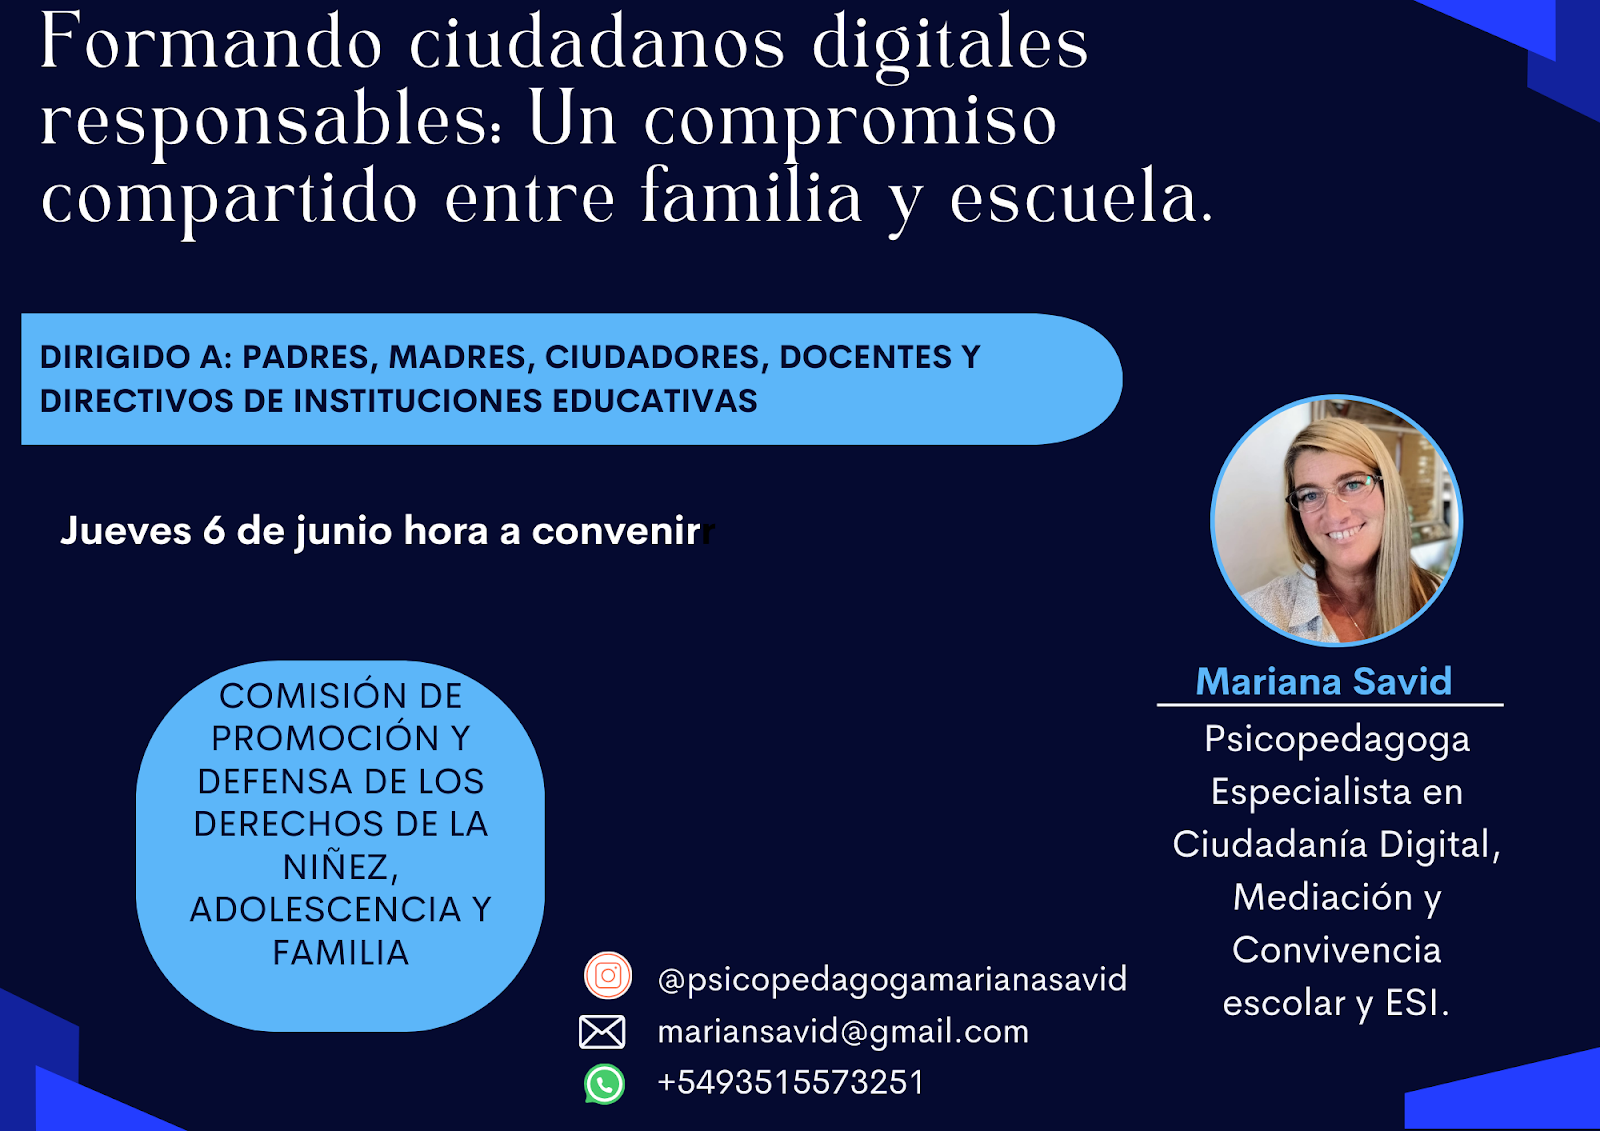 Formando ciudadanos digitales
responsables: Un compromiso
compartido entre familia y escuela.
DIRIGIDO A: PADRES, MADRES, CIUDADORES, DOCENTES Y
DIRECTIVOS DE INSTITUCIONES EDUCATIVAS
Jueves 6 de junio hora a convenirr
COMISIÓN DE
PROMOCIÓN Y
DEFENSA DE LOS
DERECHOS DE LA
NIÑEZ,
ADOLESCENCIA Y
FAMILIA
Mariana Savid
Psicopedagoga
Especialista en
Ciudadanía Digital,
Mediación y
Convivencia
escolar y ESI.
@psicopedagogamarianasavid
mariansavid@gmail.com
+5493515573251